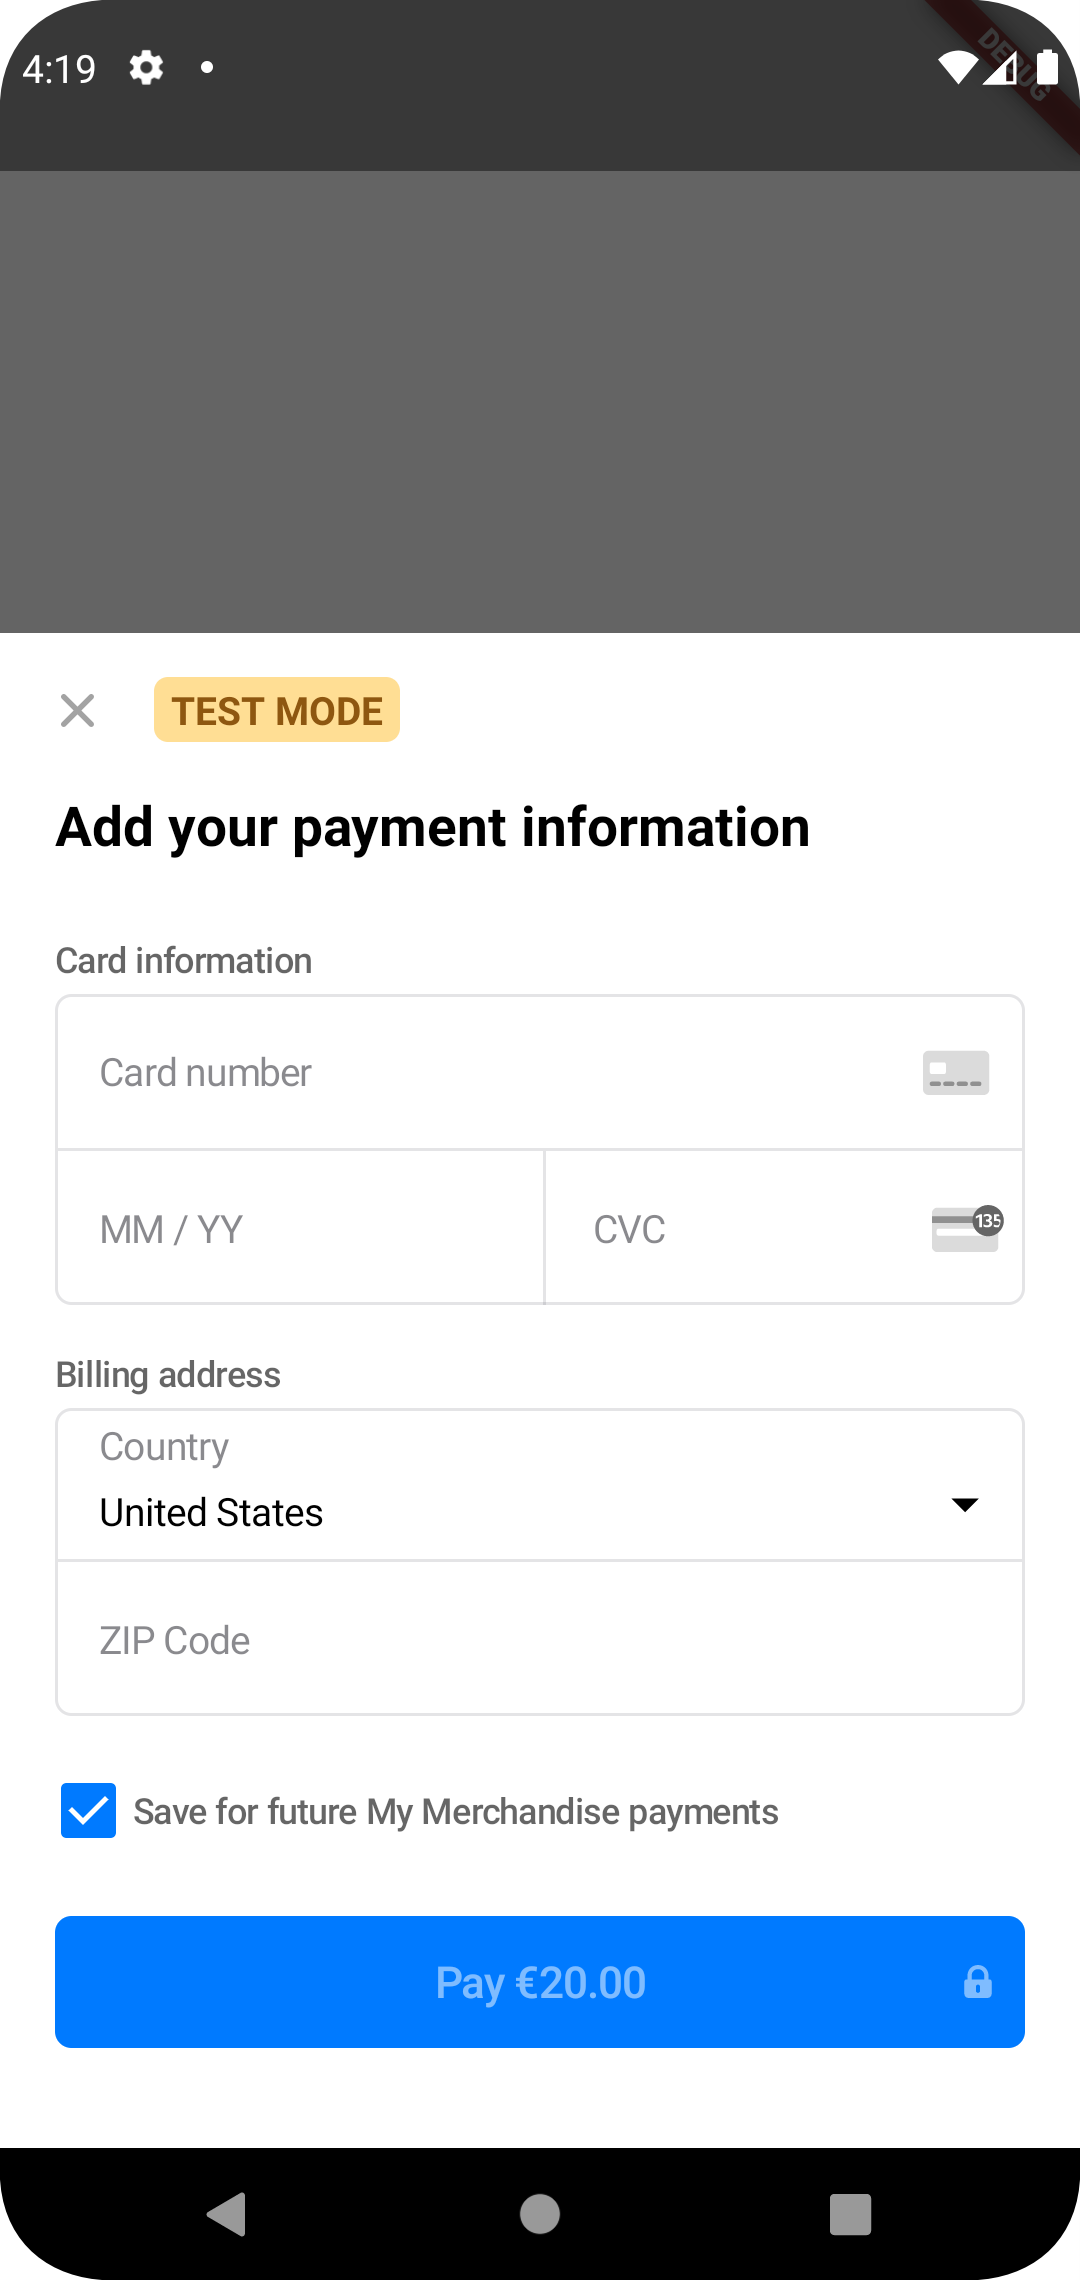 4:19
DEBUG
TEST MODE
Add your payment information
Card information
Card number
MM / YY
CVC
135
Billing address
Country
United States
ZIP Code
Save for future My Merchandise payments
Pay €20.00